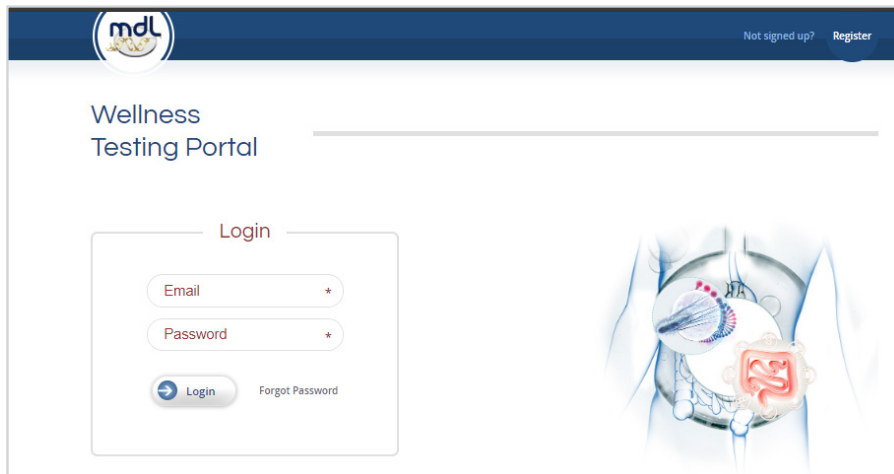 mdL
Not signed up? Register
Wellness
Testing Portal
Login
Email *
Password *
Login Forgot Password